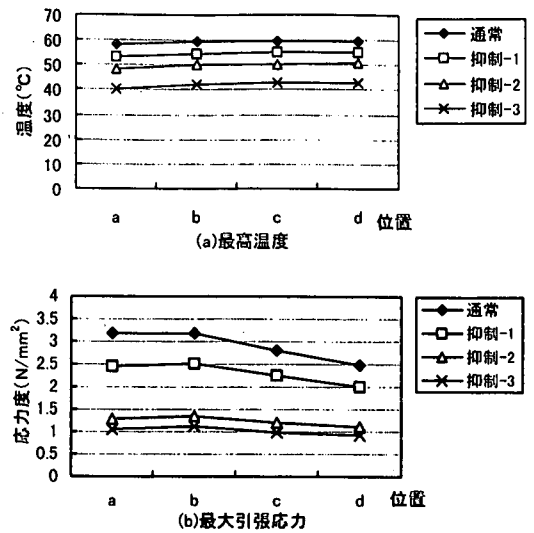 70
60
50
40
30
20
10
0
温度(℃)
a b c d 位置
(a)最高温度
通常
抑制-1
抑制-2
抑制-3
4
3.5
3
2.5
2
1.5
1
0.5
0
応力度(N/mm²)
a b c d 位置
(b)最大引張応力
通常
抑制-1
抑制-2
抑制-3